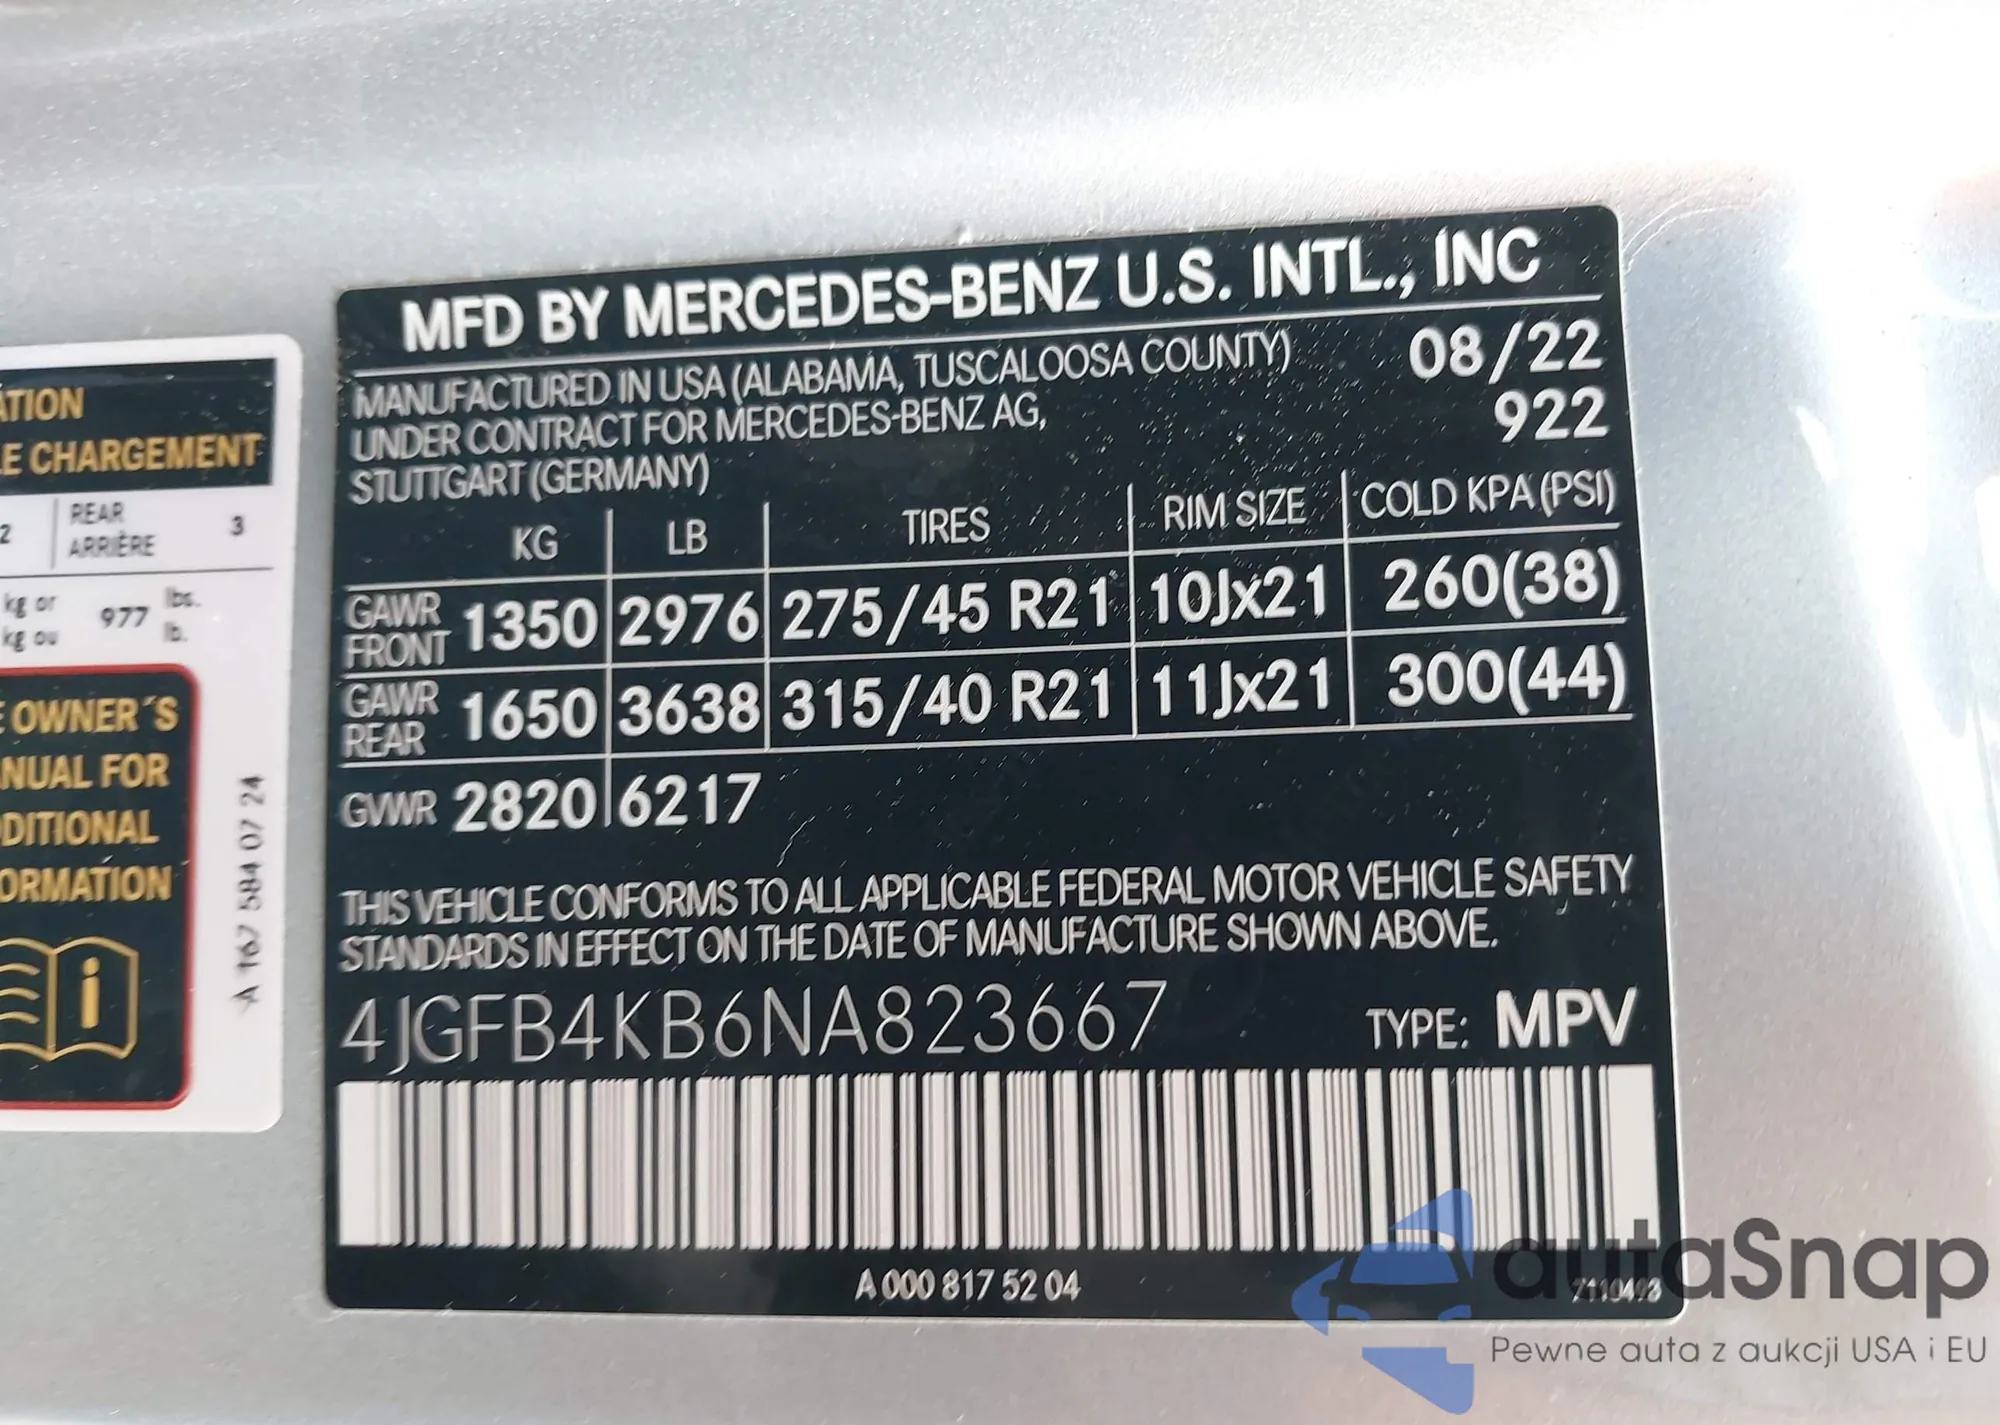 ATION
LE CHARGEMENT
2 REAR ARRIÈRE 3
kg or
kg ou
977 lbs.
lb.
E OWNER´S
NUAL FOR
DITIONAL
ORMATION
i
A 167 584 07 24
MFD BY MERCEDES-BENZ U.S. INTL., INC
MANUFACTURED IN USA (ALABAMA, TUSCALOOSA COUNTY) 08/22
UNDER CONTRACT FOR MERCEDES-BENZ AG, 922
STUTTGART (GERMANY)
KG LB TIRES RIM SIZE COLD KPA (PSI)
GAWR FRONT 1350 2976 275/45 R21 10Jx21 260(38)
GAWR REAR 1650 3638 315/40 R21 11Jx21 300(44)
GVWR 2820 6217
THIS VEHICLE CONFORMS TO ALL APPLICABLE FEDERAL MOTOR VEHICLE SAFETY
STANDARDS IN EFFECT ON THE DATE OF MANUFACTURE SHOWN ABOVE.
4JGFB4KB6NA823667 TYPE: MPV
A 000 817 52 04
autaSnap
Pewne auta z aukcji USA i EU